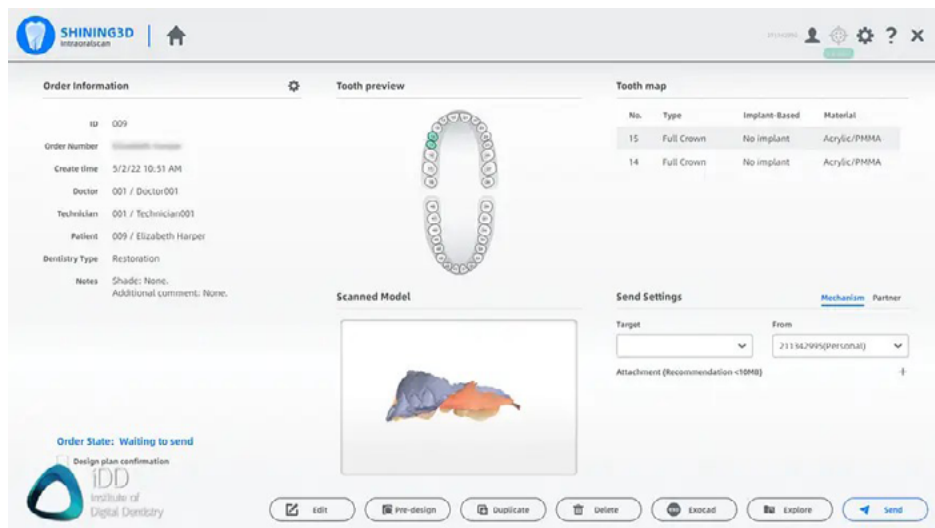 SHINING3D
Intraoralscan
Order Information
ID 009
Order Number
Create time 5/2/22 10:51 AM
Doctor 001 / Doctor001
Technician 001 / Technician001
Patient 009 / Elizabeth Harper
Dentistry Type Restoration
Notes Shade: None.
Additional comment: None.
Order State: Waiting to send
Design plan confirmation
iDD
Institute of
Digital Dentistry
Tooth preview
Scanned Model
Tooth map
No. Type Implant-Based Material
15 Full Crown No implant Acrylic/PMMA
14 Full Crown No implant Acrylic/PMMA
Send Settings
Mechanism Partner
Target From
211342995(Personal)
Attachment (Recommendation <10MB) +
Edit Pre-design Duplicate Delete Exocad Explore Send